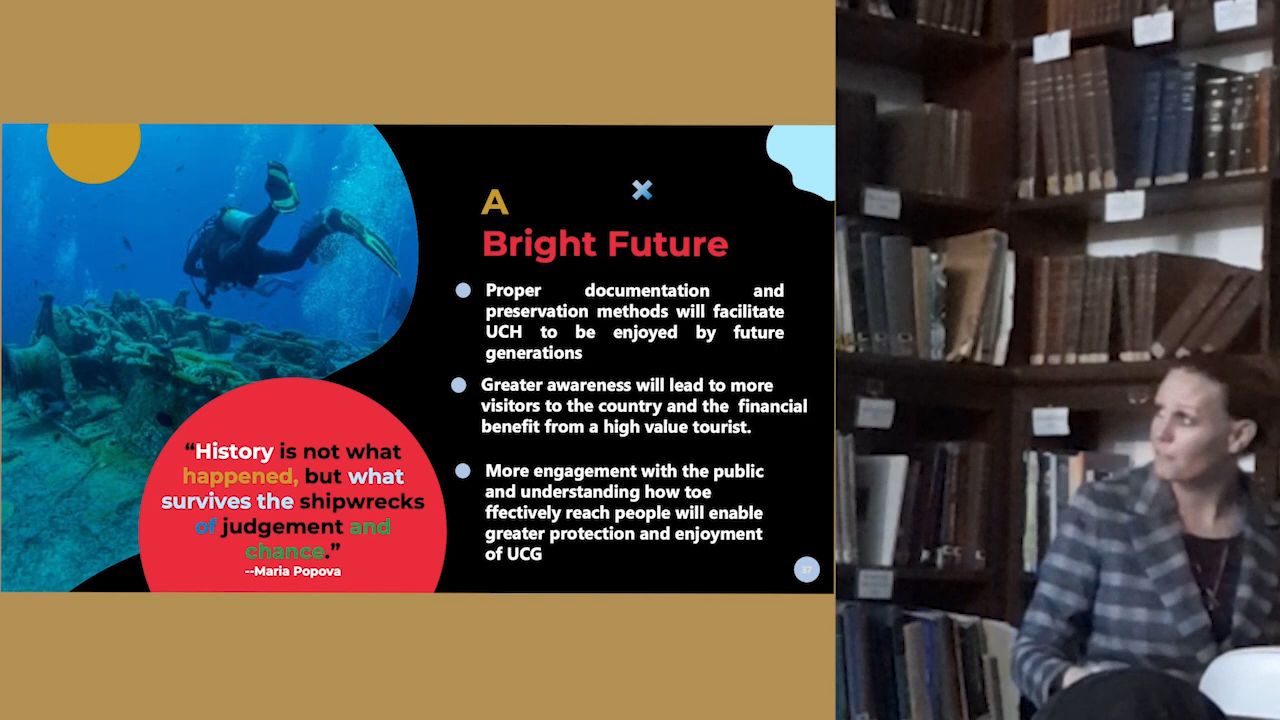 A
Bright Future
Proper documentation and
preservation methods will facilitate
UCH to be enjoyed by future
generations
Greater awareness will lead to more
visitors to the country and the financial
benefit from a high value tourist.
More engagement with the public
and understanding how toe
ffectively reach people will enable
greater protection and enjoyment
of UCG
“History is not what
happened, but what
survives the shipwrecks
of judgement and
chance.”
--Maria Popova
37